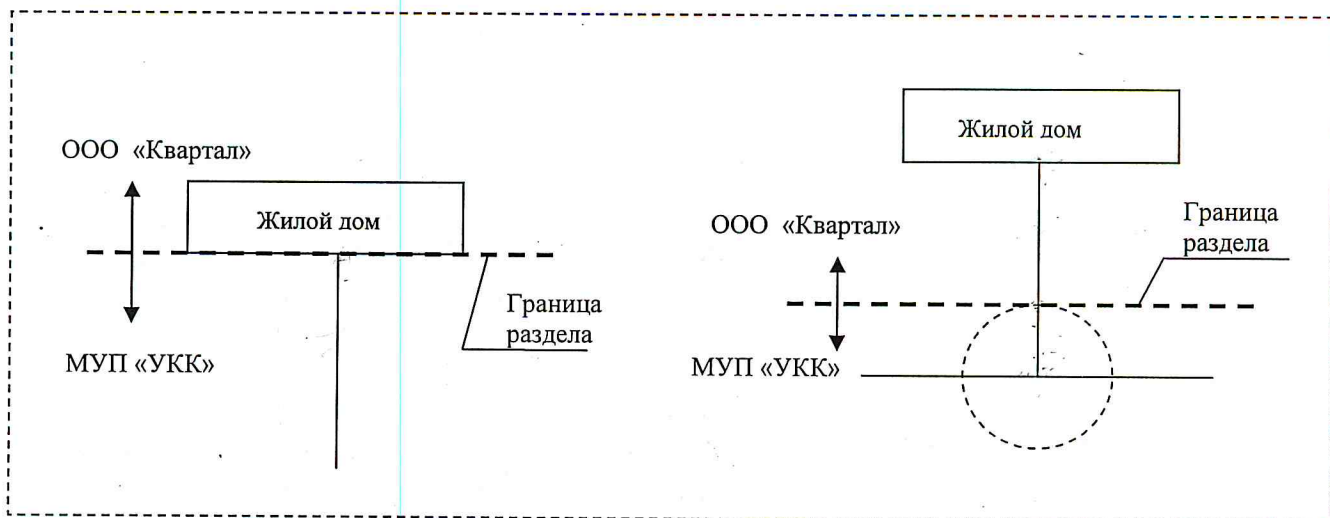 ООО «Квартал»
Жилой дом
Граница
раздела
МУП «УКК»
Жилой дом
ООО «Квартал»
Граница
раздела
МУП «УКК»